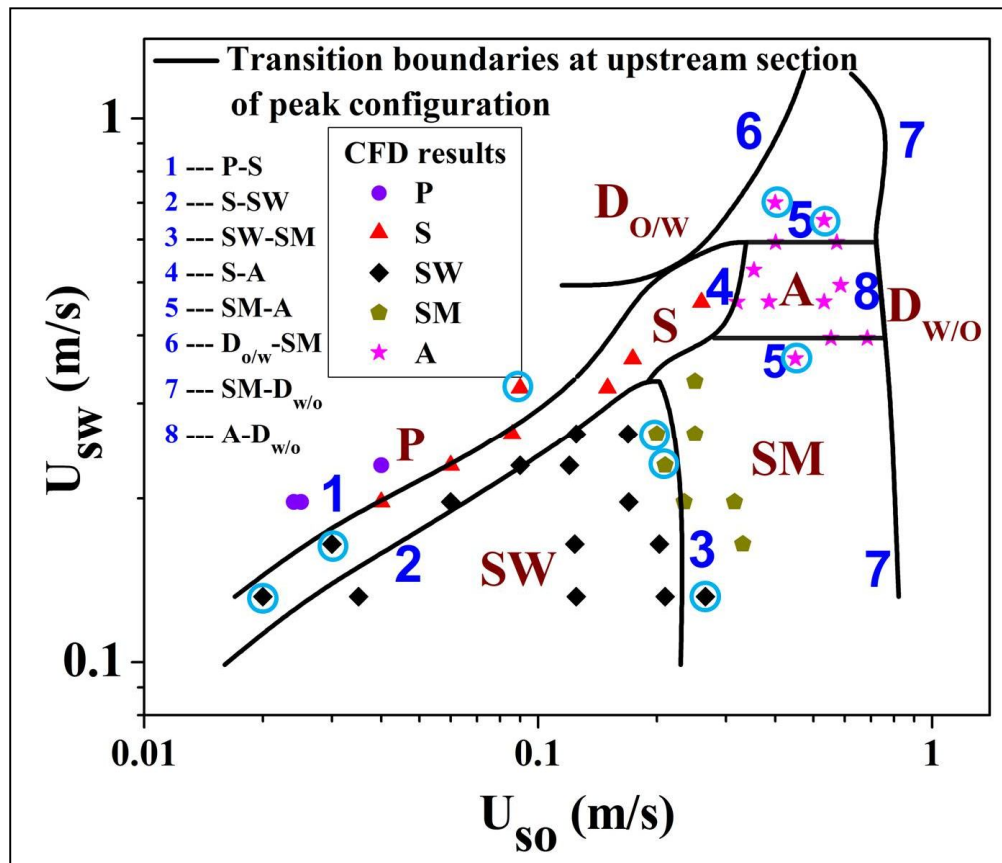 Transition boundaries at upstream section
of peak configuration
1 --- P-S
2 --- S-SW
3 --- SW-SM
4 --- S-A
5 --- SM-A
6 --- Do/w-SM
7 --- SM-Dw/o
8 --- A-Dw/o
CFD results
P
S
SW
SM
A
6
7
DO/W
5
4
A
8
DW/O
S
5
P
1
2
SW
3
SM
7
1
0.1
Usw (m/s)
0.01
0.1
1
Uso (m/s)